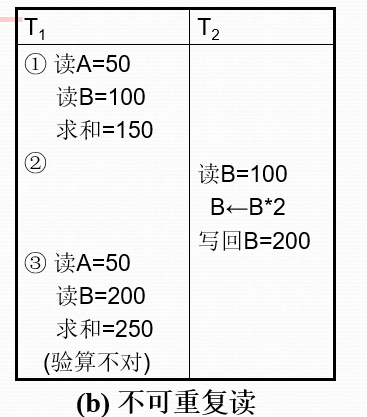 T1 T2
① 读A=50
读B=100
求和=150
②
读B=100
B←B*2
写回B=200
③ 读A=50
读B=200
求和=250
(验算不对)
(b) 不可重复读